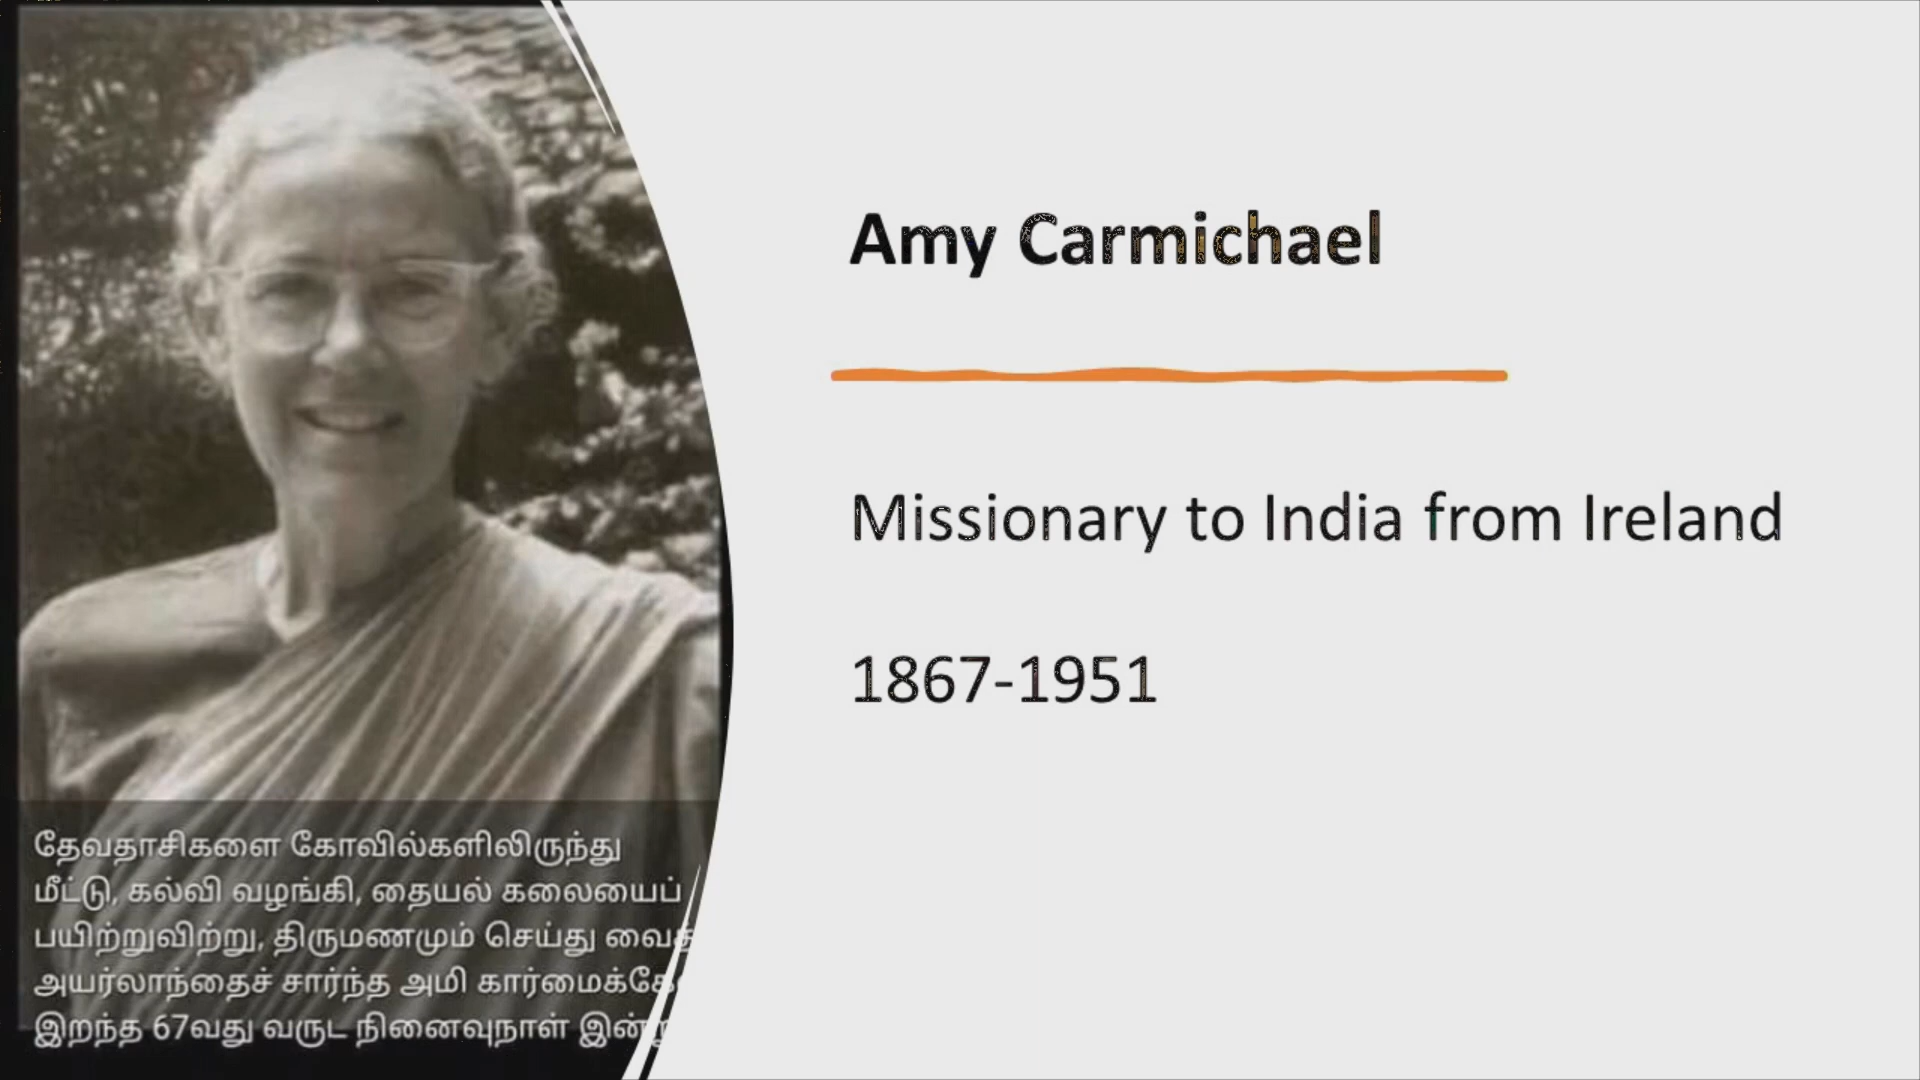 Amy Carmichael
Missionary to India from Ireland
1867-1951
தேவதாசிகளை கோவில்களிலிருந்து
மீட்டு, கல்வி வழங்கி, தையல் கலையைப்
பயிற்றுவிற்று, திருமணமும் செய்து
அயர்லாந்தைச் சார்ந்த அமி
இறந்த 67வது வருட நினைவுநாள்